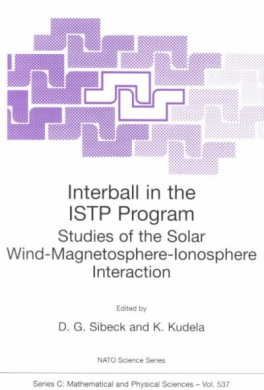 Interball in the
ISTP Program
Studies of the Solar
Wind-Magnetosphere-Ionosphere
Interaction
Edited by
D. G. Sibeck and K. Kudela
NATO Science Series
Series C: Mathematical and Physical Sciences – Vol. 537